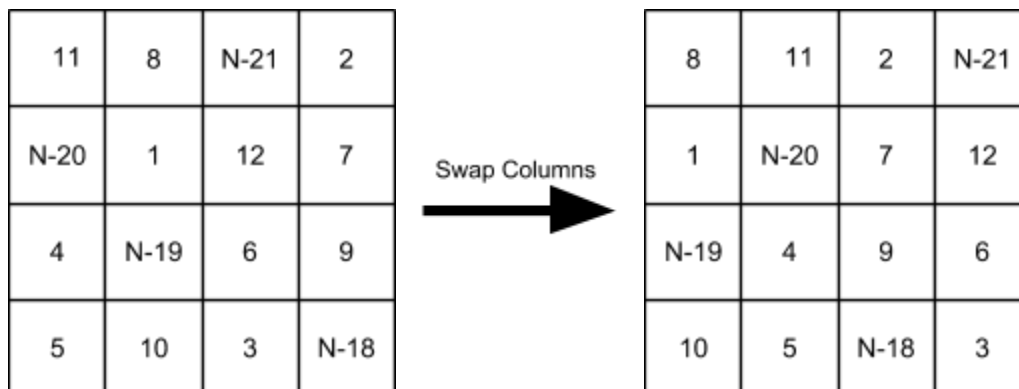 11 8 N-21 2
N-20 1 12 7
4 N-19 6 9
5 10 3 N-18
Swap Columns
8 11 2 N-21
1 N-20 7 12
N-19 4 9 6
10 5 N-18 3